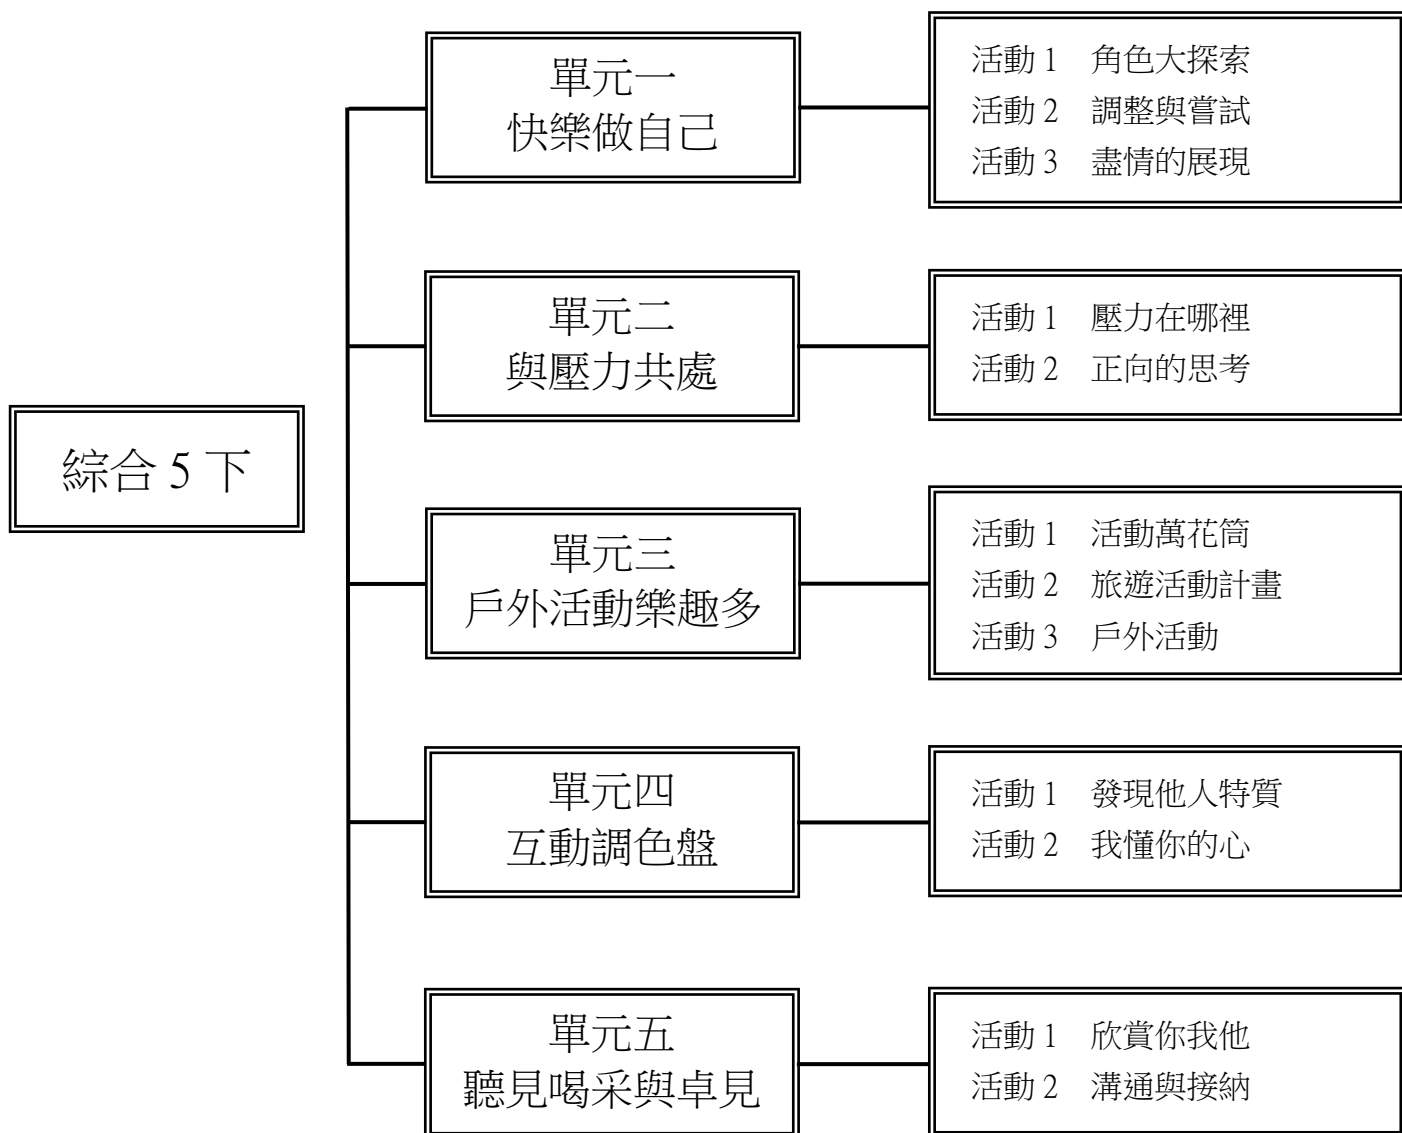 綜合 5 下
單元一
快樂做自己
活動 1　角色大探索
活動 2　調整與嘗試
活動 3　盡情的展現
單元二
與壓力共處
活動 1　壓力在哪裡
活動 2　正向的思考
單元三
戶外活動樂趣多
活動 1　活動萬花筒
活動 2　旅遊活動計畫
活動 3　戶外活動
單元四
互動調色盤
活動 1　發現他人特質
活動 2　我懂你的心
單元五
聽見喝采與卓見
活動 1　欣賞你我他
活動 2　溝通與接納